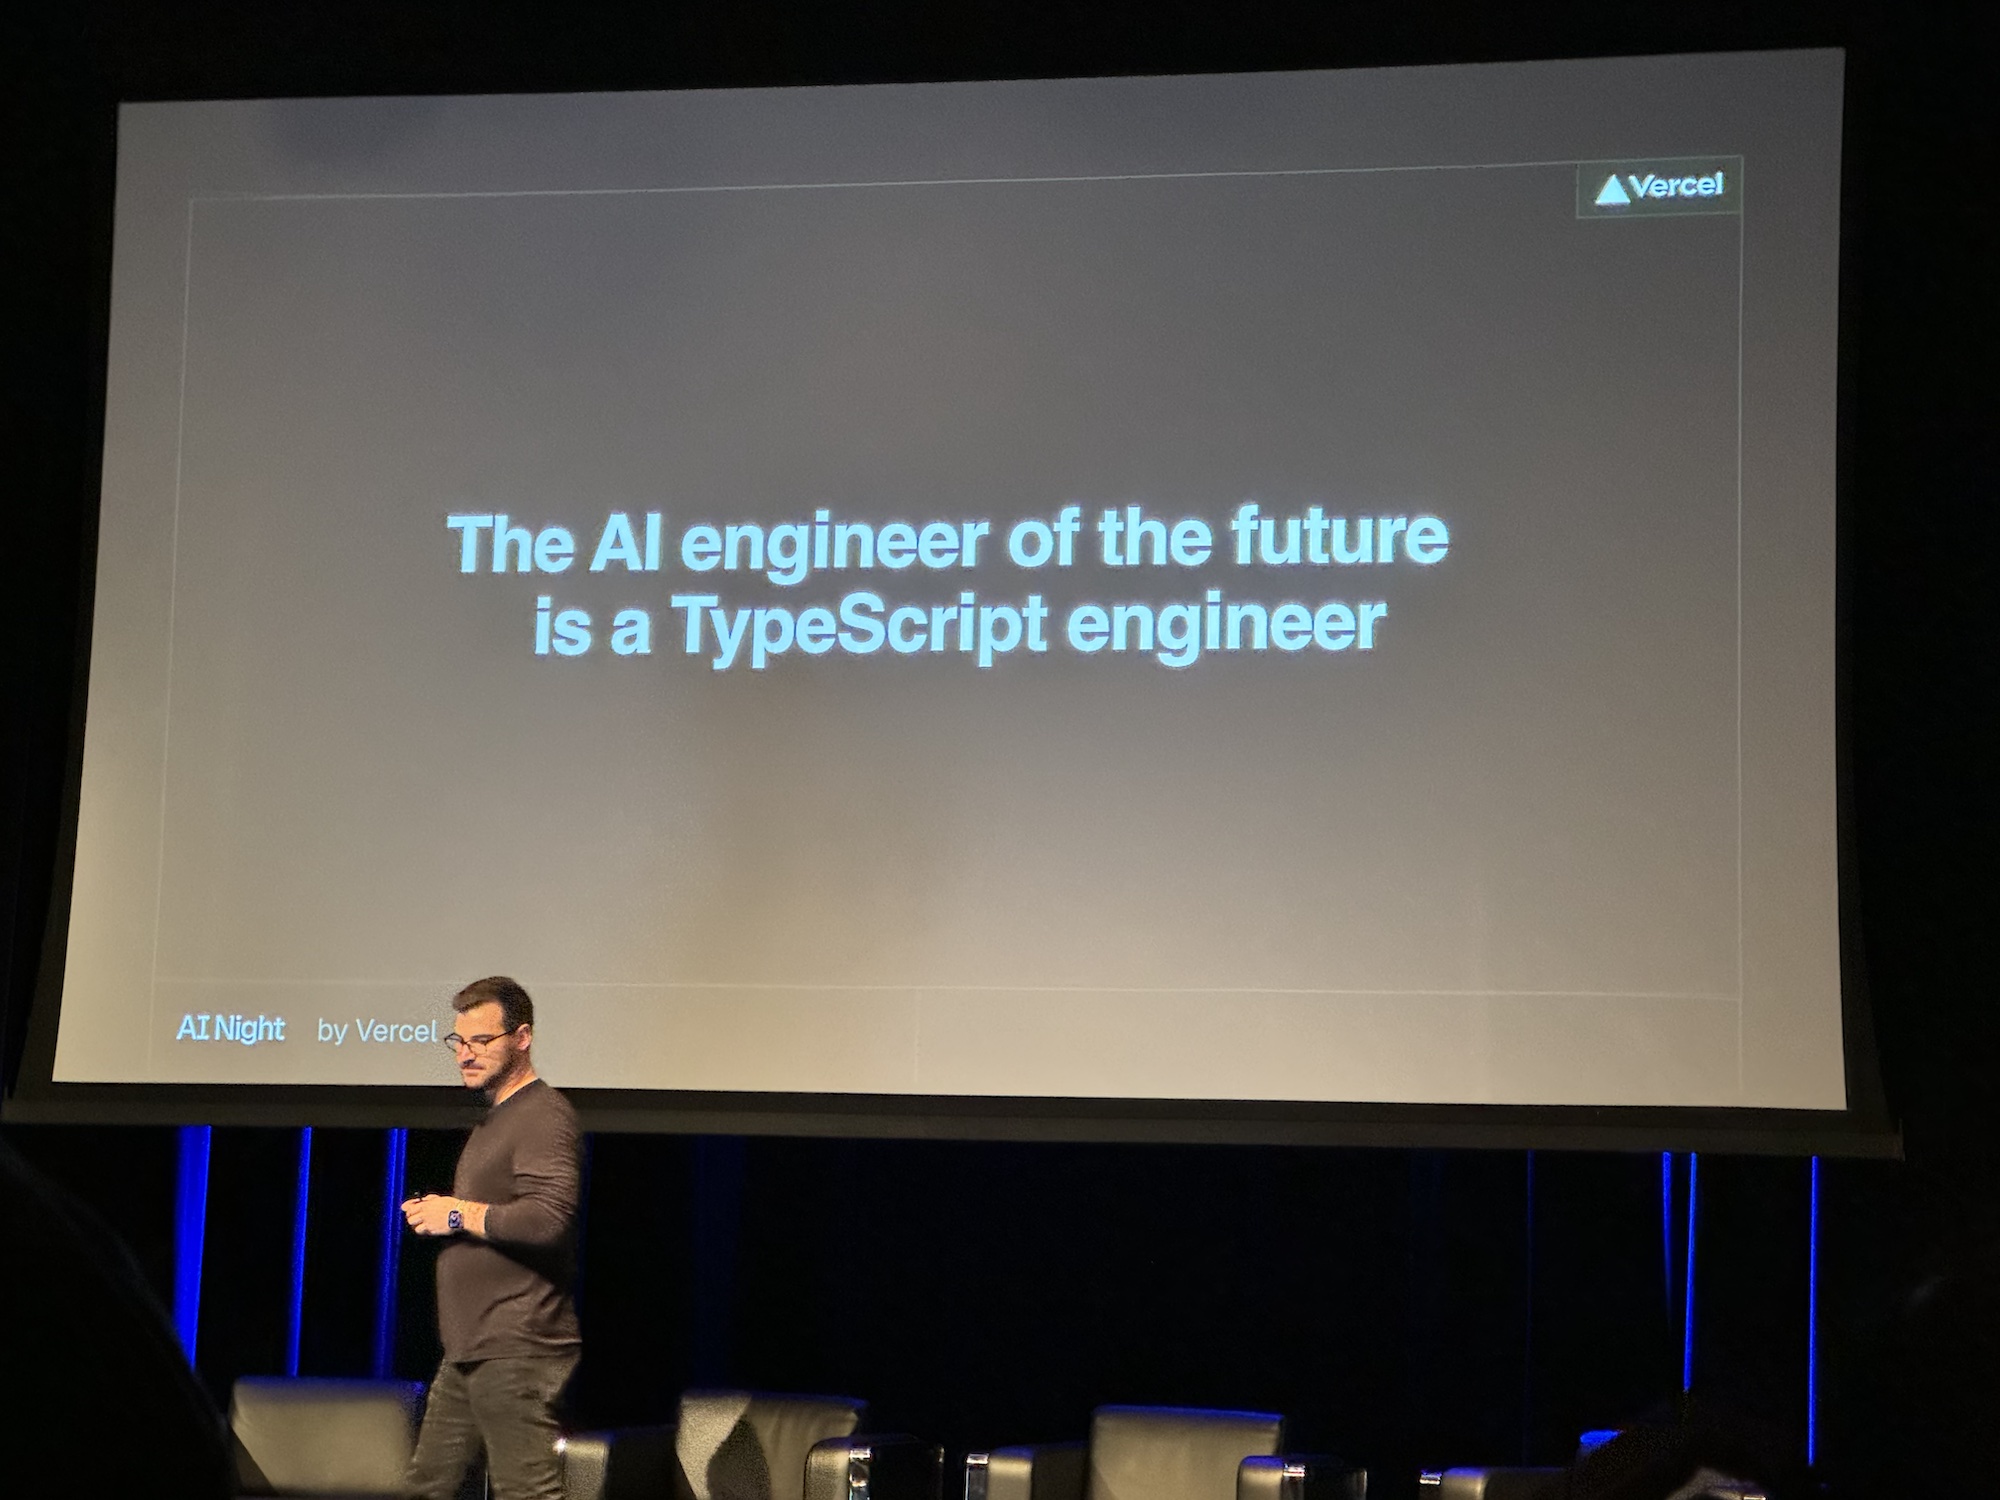 Vercel
The AI engineer of the future
is a TypeScript engineer
AI Night by Vercel